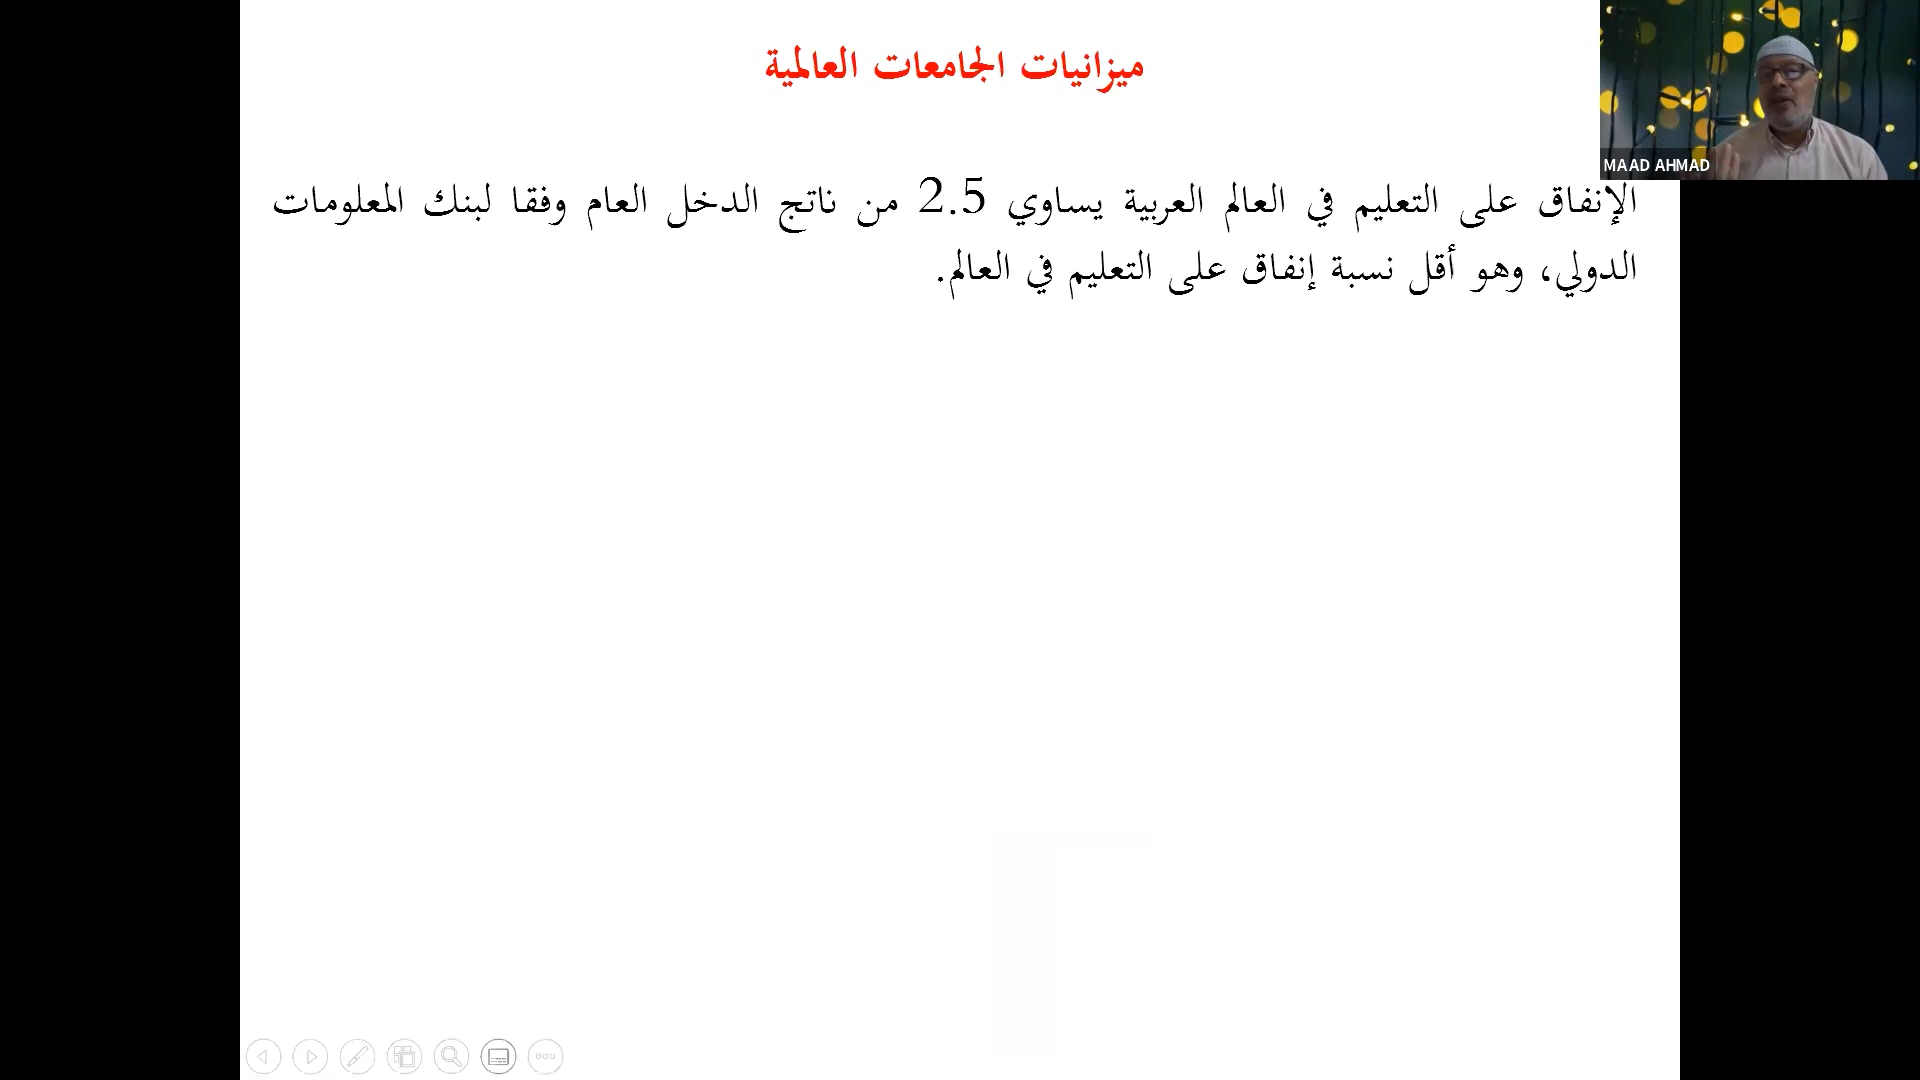 ميزانيات الجامعات العالمية
MAAD AHMAD
الإنفاق على التعليم في العالم العربية يساوي 2.5 من ناتج الدخل العام وفقا لبنك المعلومات
الدولي، وهو أقل نسبة إنفاق على التعليم في العالم.